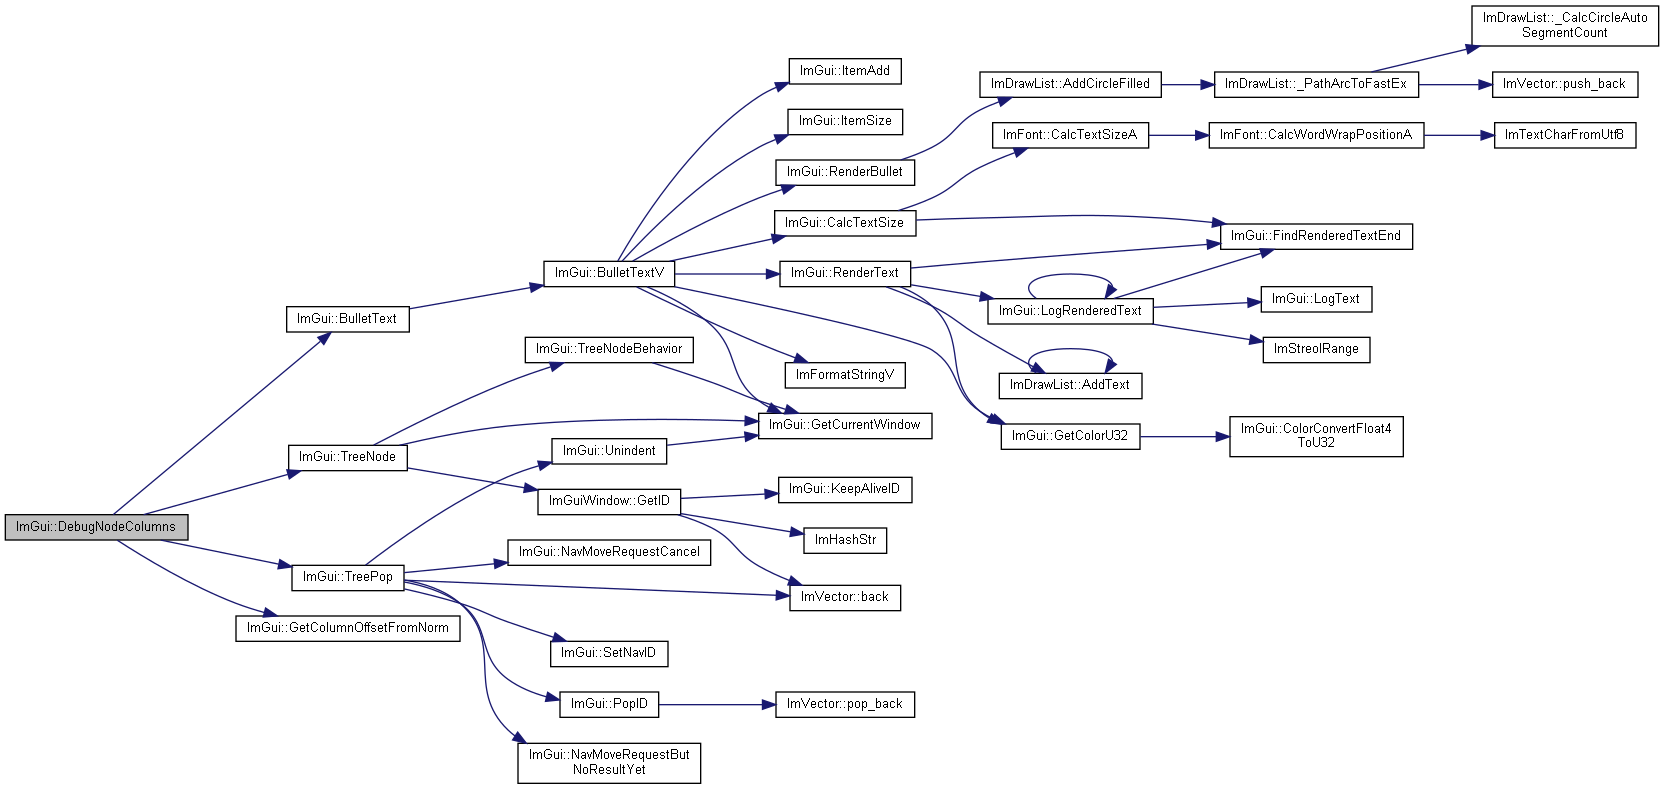 ImDrawList::_CalcCircleAuto
SegmentCount
ImGui::ItemAdd
ImDrawList::AddCircleFilled
ImDrawList::_PathArcToFastEx
ImVector::push_back
ImGui::ItemSize
ImFont::CalcTextSizeA
ImFont::CalcWordWrapPositionA
ImTextCharFromUtf8
ImGui::RenderBullet
ImGui::CalcTextSize
ImGui::FindRenderedTextEnd
ImGui::BulletTextV
ImGui::RenderText
ImGui::LogText
ImGui::LogRenderedText
ImGui::BulletText
ImGui::TreeNodeBehavior
ImStreolRange
ImFormatStringV
ImDrawList::AddText
ImGui::GetCurrentWindow
ImGui::GetColorU32
ImGui::ColorConvertFloat4
ToU32
ImGui::TreeNode
ImGui::Unindent
ImGuiWindow::GetID
ImGui::KeepAliveID
ImGui::DebugNodeColumns
ImHashStr
ImGui::NavMoveRequestCancel
ImGui::TreePop
ImVector::back
ImGui::GetColumnOffsetFromNorm
ImGui::SetNavID
ImGui::PopID
ImVector::pop_back
ImGui::NavMoveRequestBut
NoResultYet